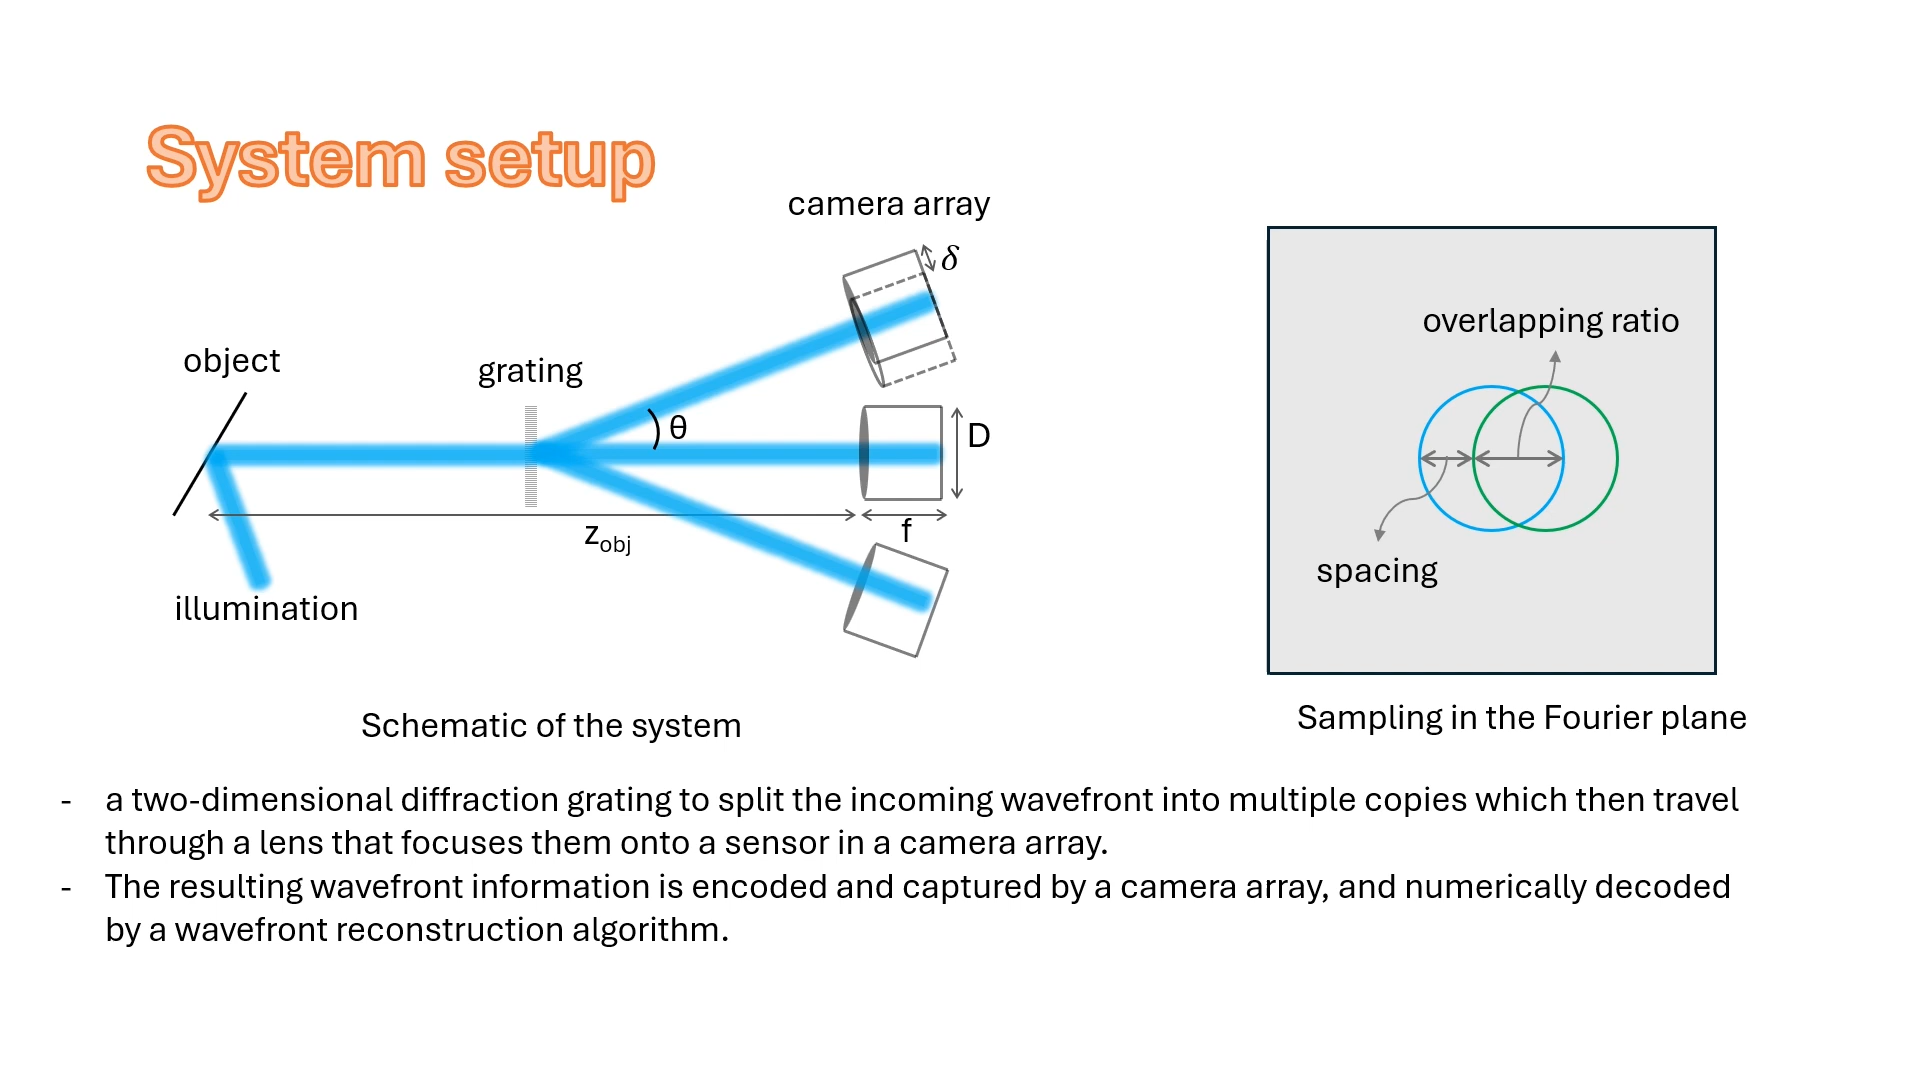 System setup
camera array
δ
object
grating
θ
D
z_obj
f
illumination
Schematic of the system
overlapping ratio
spacing
Sampling in the Fourier plane
- a two-dimensional diffraction grating to split the incoming wavefront into multiple copies which then travel
through a lens that focuses them onto a sensor in a camera array.
- The resulting wavefront information is encoded and captured by a camera array, and numerically decoded
by a wavefront reconstruction algorithm.